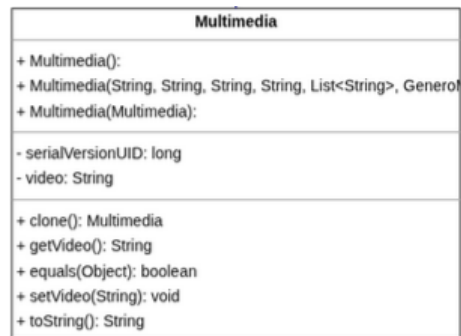 Multimedia
+ Multimedia():
+ Multimedia(String, String, String, String, List<String>, Genero
+ Multimedia(Multimedia):
- serialVersionUID: long
- video: String
+ clone(): Multimedia
+ getVideo(): String
+ equals(Object): boolean
+ setVideo(String): void
+ toString(): String